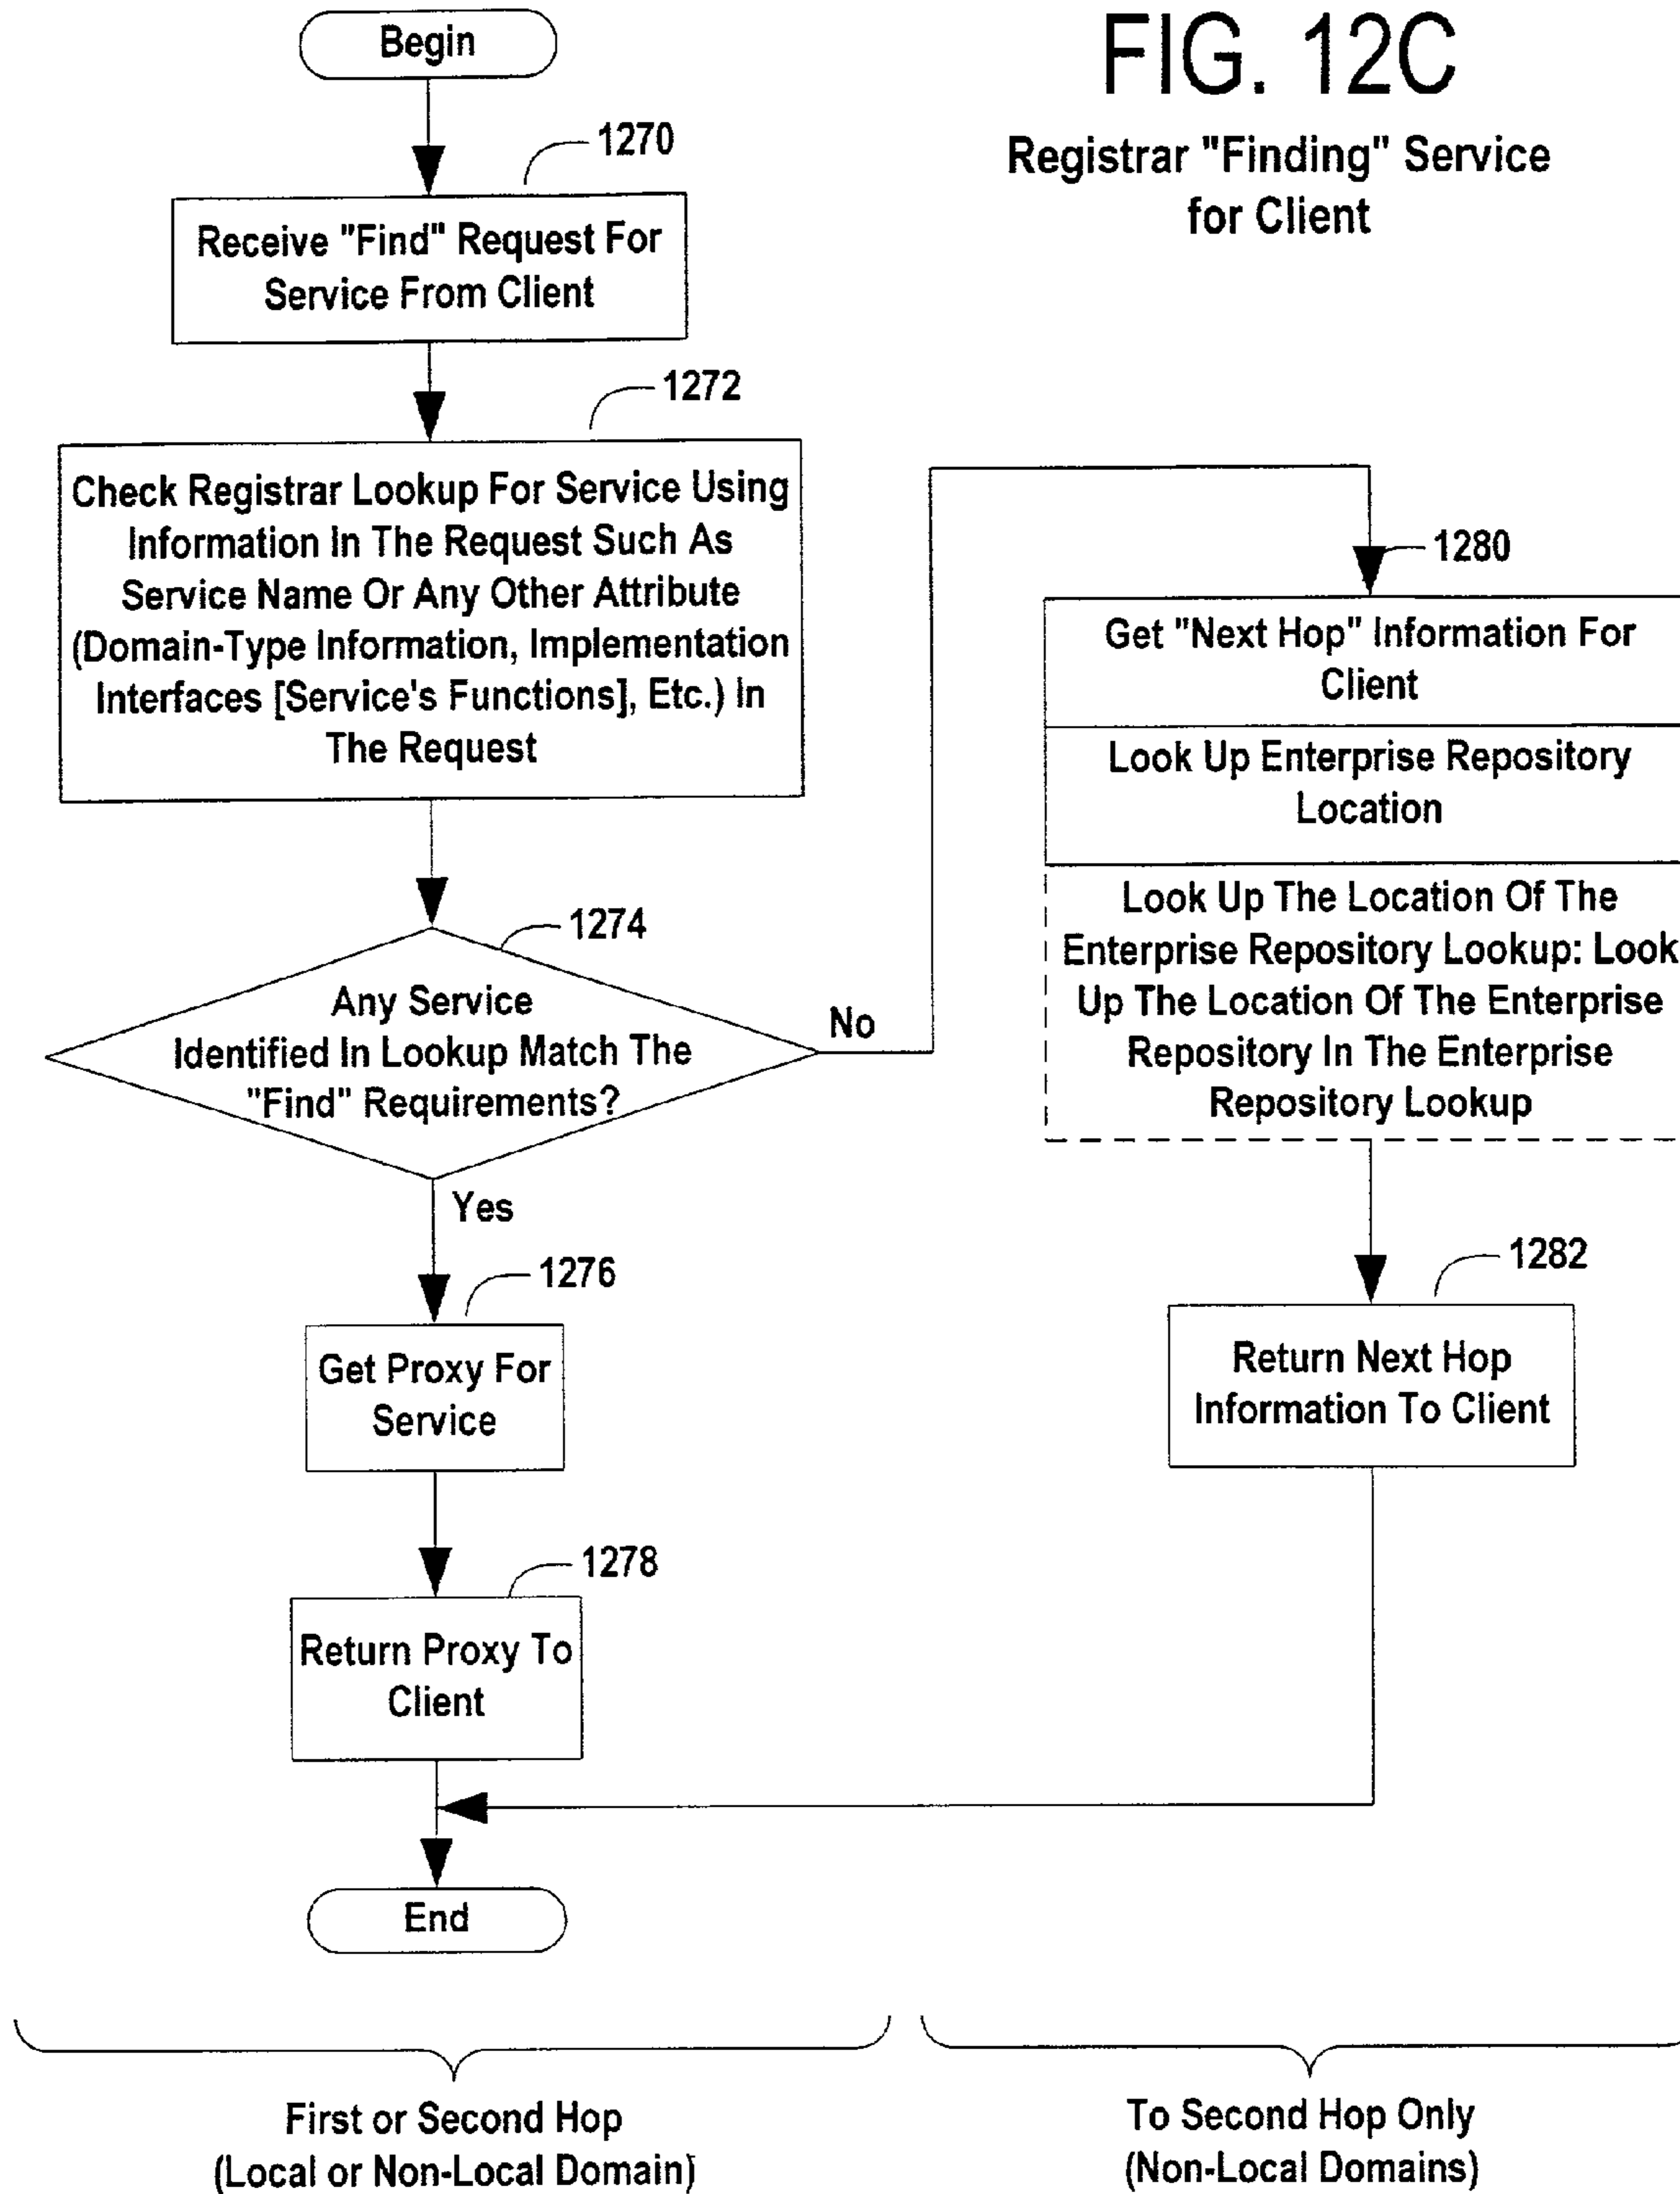 FIG. 12C
Registrar "Finding" Service
for Client
Begin
1270
Receive "Find" Request For
Service From Client
1272
Check Registrar Lookup For Service Using
Information In The Request Such As
Service Name Or Any Other Attribute
(Domain-Type Information, Implementation
Interfaces [Service's Functions], Etc.) In
The Request
1274
Any Service
Identified In Lookup Match The
"Find" Requirements?
No
Yes
1276
Get Proxy For
Service
1278
Return Proxy To
Client
End
1280
Get "Next Hop" Information For
Client
Look Up Enterprise Repository
Location
Look Up The Location Of The
Enterprise Repository Lookup: Look
Up The Location Of The Enterprise
Repository In The Enterprise
Repository Lookup
1282
Return Next Hop
Information To Client
First or Second Hop
(Local or Non-Local Domain)
To Second Hop Only
(Non-Local Domains)